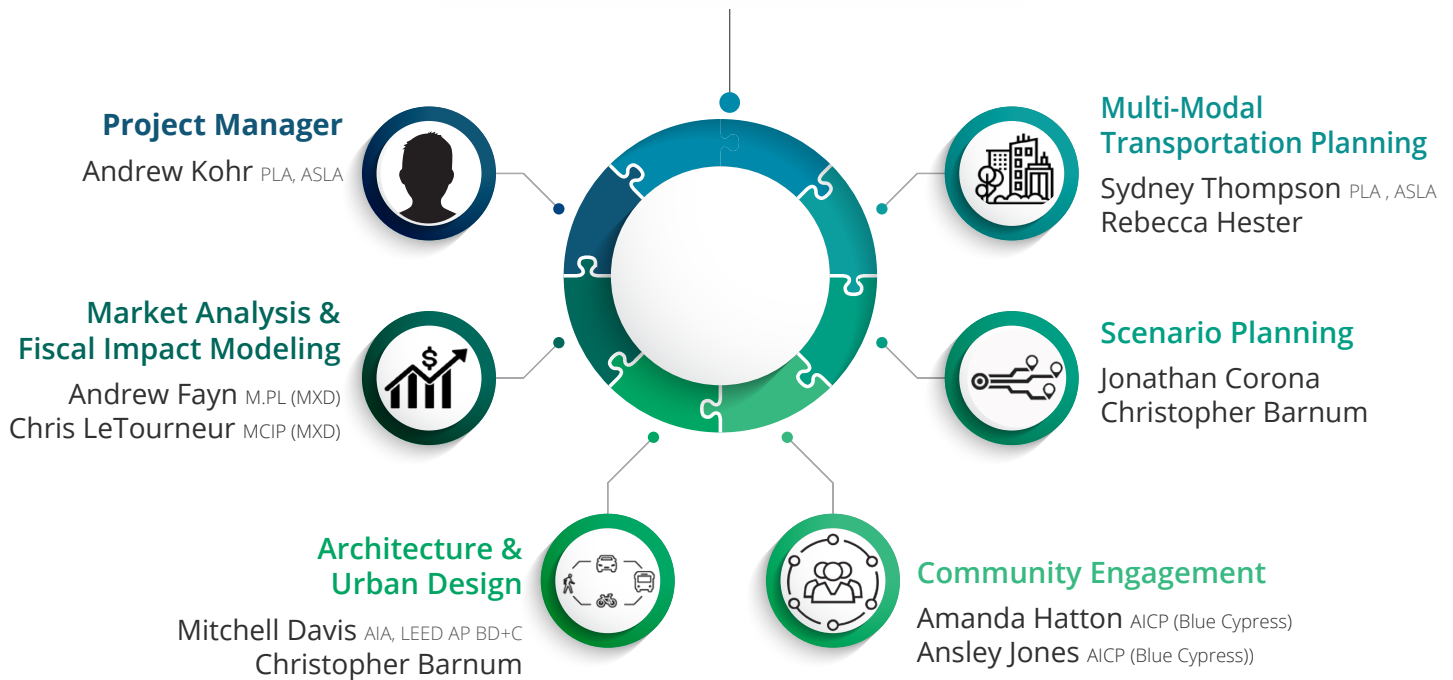 Project Manager
Andrew Kohr PLA, ASLA
Market Analysis &
Fiscal Impact Modeling
Andrew Fayn M.PL (MXD)
Chris LeTourneur MCIP (MXD)
Architecture &
Urban Design
Mitchell Davis AIA, LEED AP BD+C
Christopher Barnum
Multi-Modal
Transportation Planning
Sydney Thompson PLA , ASLA
Rebecca Hester
Scenario Planning
Jonathan Corona
Christopher Barnum
Community Engagement
Amanda Hatton AICP (Blue Cypress)
Ansley Jones AICP (Blue Cypress))
$